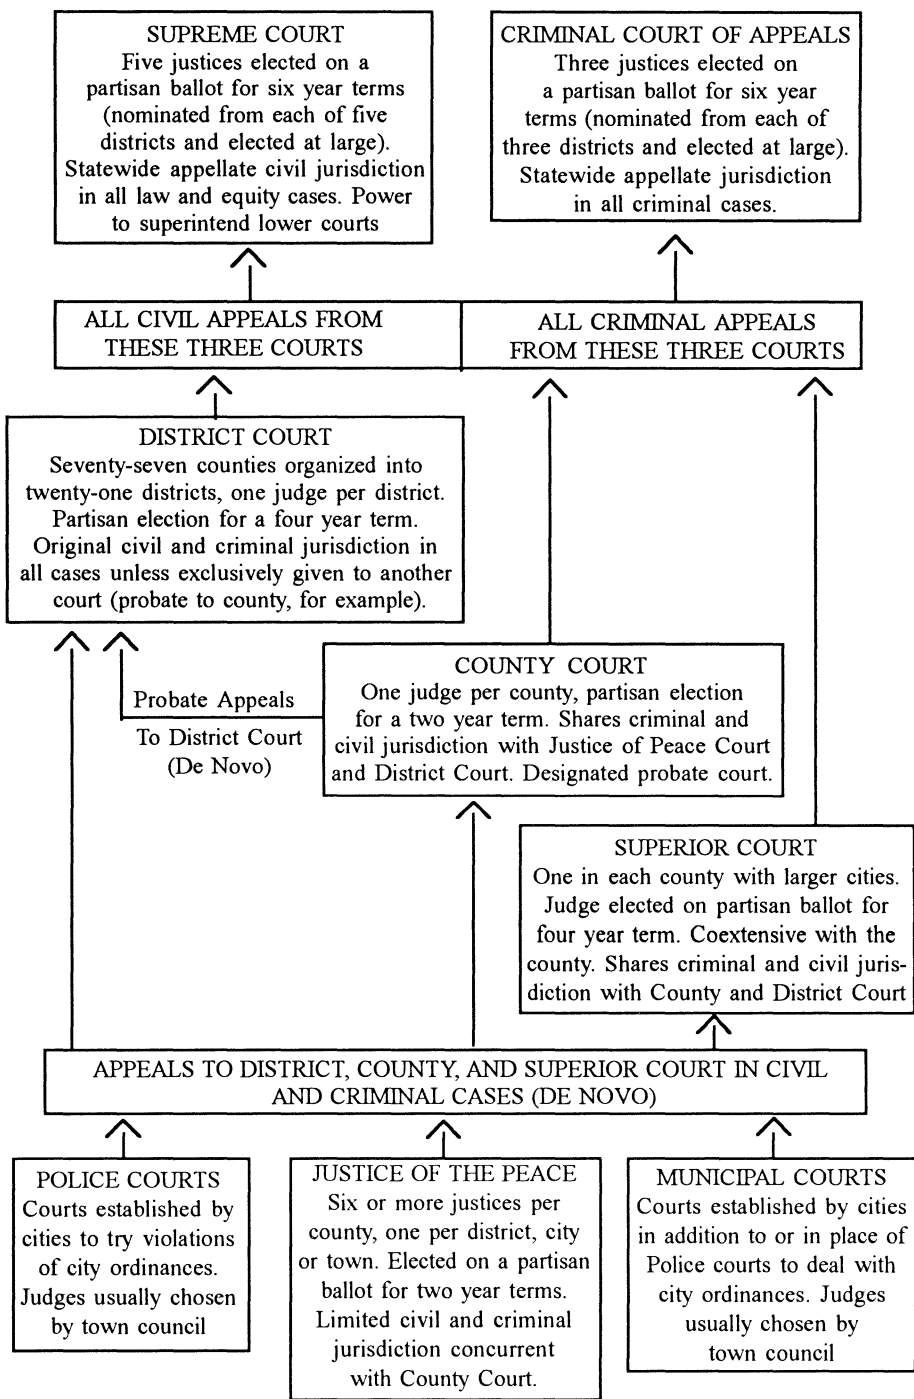 SUPREME COURT
Five justices elected on a
partisan ballot for six year terms
(nominated from each of five
districts and elected at large).
Statewide appellate civil jurisdiction
in all law and equity cases. Power
to superintend lower courts
CRIMINAL COURT OF APPEALS
Three justices elected on
a partisan ballot for six year
terms (nominated from each of
three districts and elected at large).
Statewide appellate jurisdiction
in all criminal cases.
ALL CIVIL APPEALS FROM
THESE THREE COURTS
ALL CRIMINAL APPEALS
FROM THESE THREE COURTS
DISTRICT COURT
Seventy-seven counties organized into
twenty-one districts, one judge per district.
Partisan election for a four year term.
Original civil and criminal jurisdiction in
all cases unless exclusively given to another
court (probate to county, for example).
Probate Appeals
To District Court
(De Novo)
COUNTY COURT
One judge per county, partisan election
for a two year term. Shares criminal and
civil jurisdiction with Justice of Peace Court
and District Court. Designated probate court.
SUPERIOR COURT
One in each county with larger cities.
Judge elected on partisan ballot for
four year term. Coextensive with the
county. Shares criminal and civil juris-
diction with County and District Court
APPEALS TO DISTRICT, COUNTY, AND SUPERIOR COURT IN CIVIL
AND CRIMINAL CASES (DE NOVO)
POLICE COURTS
Courts established by
cities to try violations
of city ordinances.
Judges usually chosen
by town council
JUSTICE OF THE PEACE
Six or more justices per
county, one per district, city
or town. Elected on a partisan
ballot for two year terms.
Limited civil and criminal
jurisdiction concurrent
with County Court.
MUNICIPAL COURTS
Courts established by cities
in addition to or in place of
Police courts to deal with
city ordinances. Judges
usually chosen by
town council